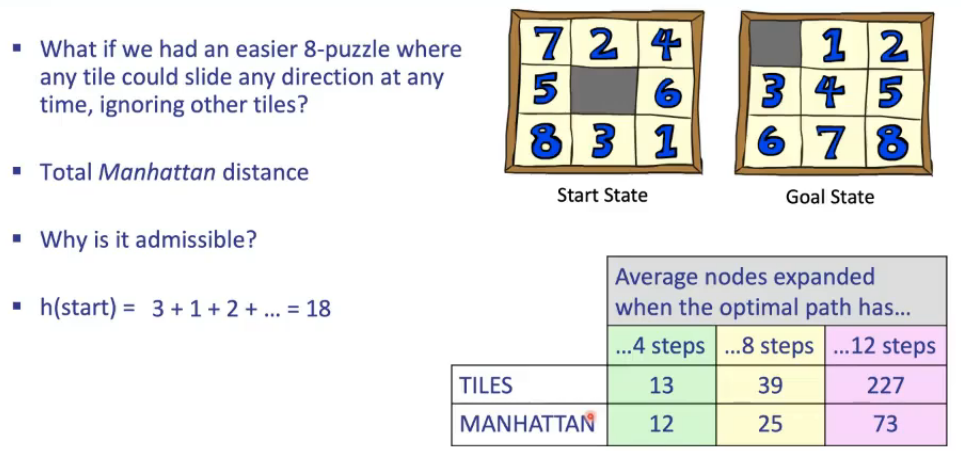 What if we had an easier 8-puzzle where
any tile could slide any direction at any
time, ignoring other tiles?
Total Manhattan distance
Why is it admissible?
h(start) = 3 + 1 + 2 + ... = 18
7 2 4
5 6
8 3 1
Start State
1 2
3 4 5
6 7 8
Goal State
Average nodes expanded
when the optimal path has...
...4 steps ...8 steps ...12 steps
TILES 13 39 227
MANHATTAN 12 25 73